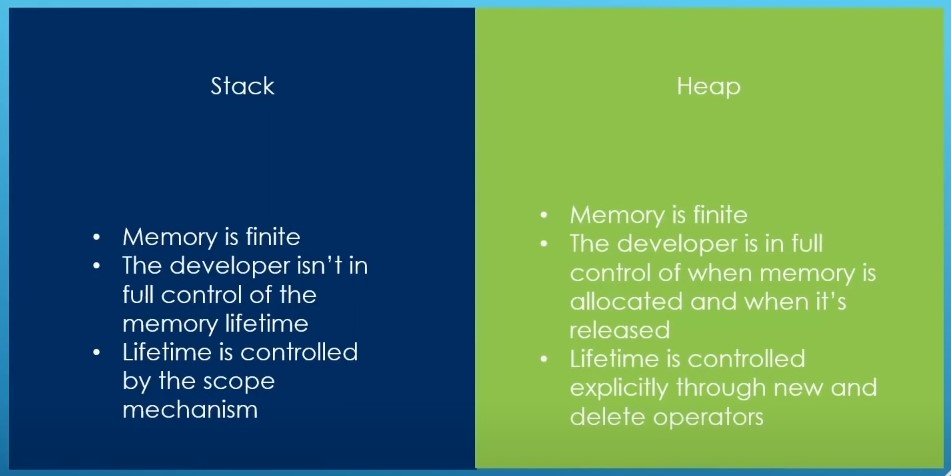 Stack
• Memory is finite
• The developer isn't in
full control of the
memory lifetime
• Lifetime is controlled
by the scope
mechanism
Heap
• Memory is finite
• The developer is in full
control of when memory is
allocated and when it's
released
• Lifetime is controlled
explicitly through new and
delete operators